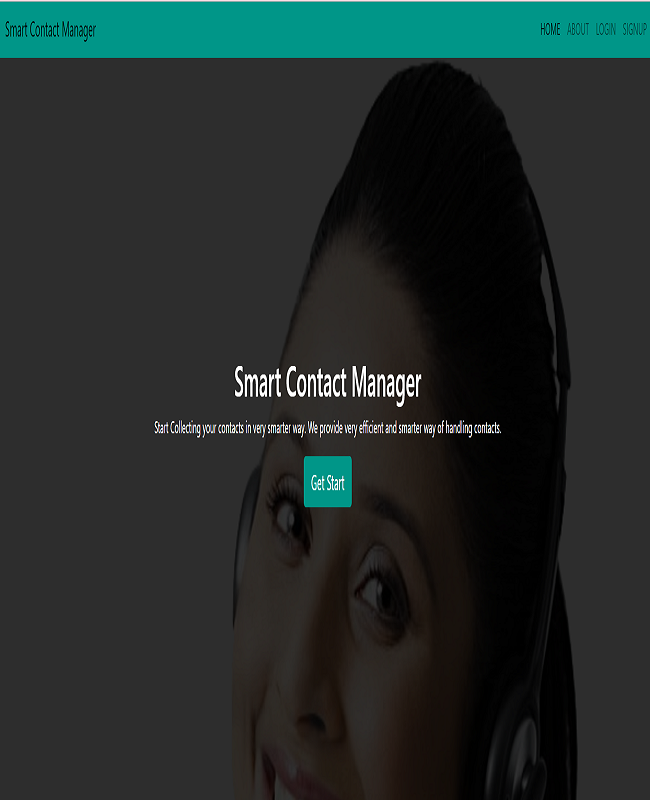 Smart Contact Manager
HOME ABOUT LOGIN SIGNUP
Smart Contact Manager
Start Collecting your contacts in very smarter way. We provide very efficient and smarter way of handling contacts.
Get Start